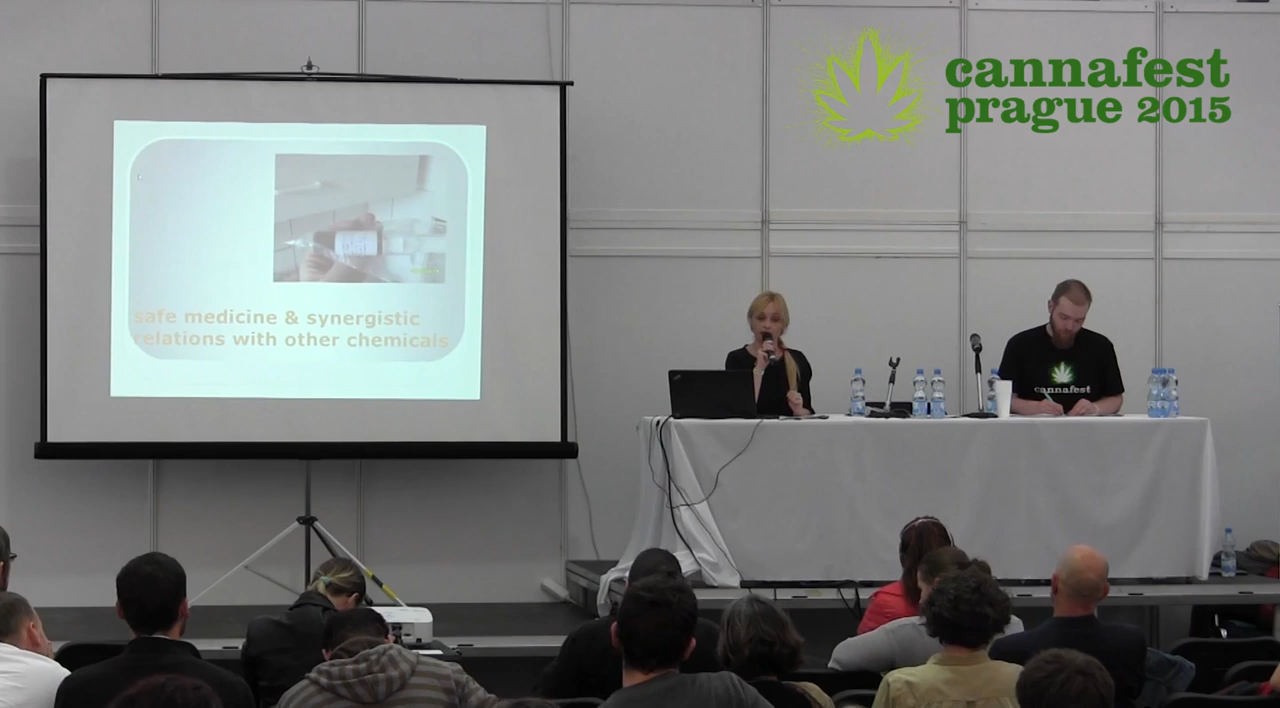 cannafest
prague 2015
safe medicine & synergistic
relations with other chemicals
cannafest